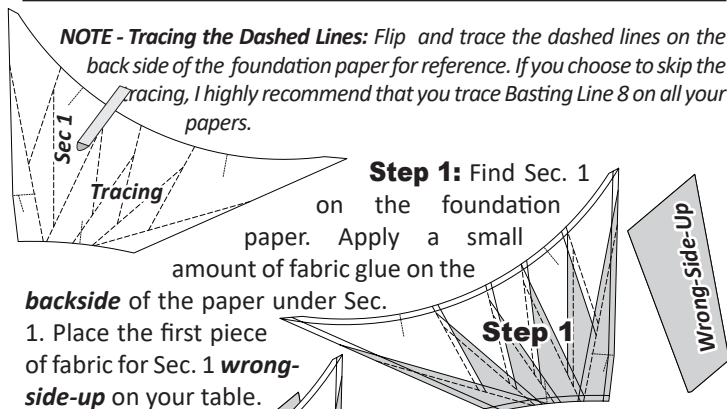 NOTE - Tracing the Dashed Lines: Flip and trace the dashed lines on the
back side of the foundation paper for reference. If you choose to skip the
tracing, I highly recommend that you trace Basting Line 8 on all your
papers.
Sec 1
Tracing
Step 1: Find Sec. 1
on the foundation
paper. Apply a small
amount of fabric glue on the
backside of the paper under Sec.
1. Place the first piece
of fabric for Sec. 1 wrong-
side-up on your table.
Step 1
Wrong-Side-Up